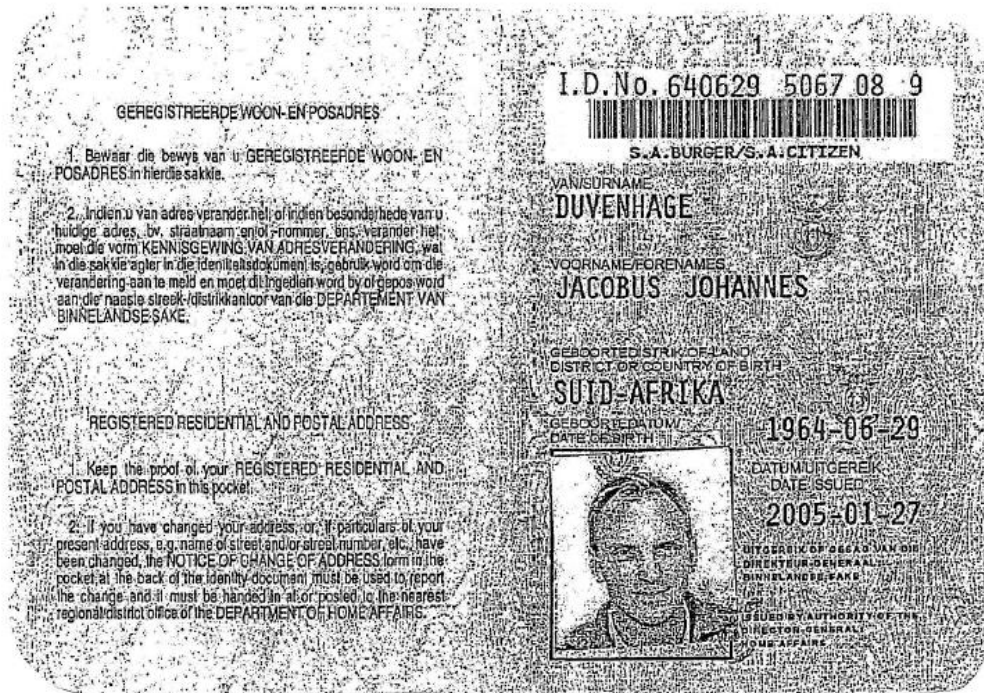 GEREGISTREERDE WOON- EN POSADRES
1. Bewaar die bewys van u GEREGISTREERDE WOON- EN
POSADRES in hierdie sakkie.
2. Indien u van adres verander het, of indien besonderhede van u
huidige adres, bv. straatnaam en/of -nommer, ens. verander het,
moet die vorm KENNISGEWING VAN ADRESVERANDERING, wat
in die sakkie agter in die identiteitsdokument is, gebruik word om die
verandering aan te meld en moet dit ingedien word by of gepos word
aan die naaste streek-/distrikkantoor van die DEPARTEMENT VAN
BINNELANDSE SAKE.
REGISTERED RESIDENTIAL AND POSTAL ADDRESS
1. Keep the proof of your REGISTERED RESIDENTIAL AND
POSTAL ADDRESS in this pocket.
2. If you have changed your address, or, if particulars of your
present address, e.g. name of street and/or street number, etc., have
been changed, the NOTICE OF CHANGE OF ADDRESS form in the
pocket at the back of the identity document must be used to report
the change and it must be handed in at or posted to the nearest
regional/district office of the DEPARTMENT OF HOME AFFAIRS.
1
I.D.No. 640629 5067 08 9
S.A.BURGER/S.A.CITIZEN
VAN/SURNAME
DUVENHAGE
VOORNAME/FORENAMES
JACOBUS JOHANNES
GEBOORTEDISTRIK OF-LAND/
DISTRICT OR COUNTRY OF BIRTH
SUID-AFRIKA
GEBOORTEDATUM/
DATE OF BIRTH
1964-06-29
DATUM UITGEREIK
DATE ISSUED
2005-01-27
UITGEREIK OP GESAG VAN DIE
DIREKTEUR-GENERAAL:
BINNELANDSE SAKE
ISSUED BY AUTHORITY OF THE
DIRECTOR-GENERAL:
HOME AFFAIRS